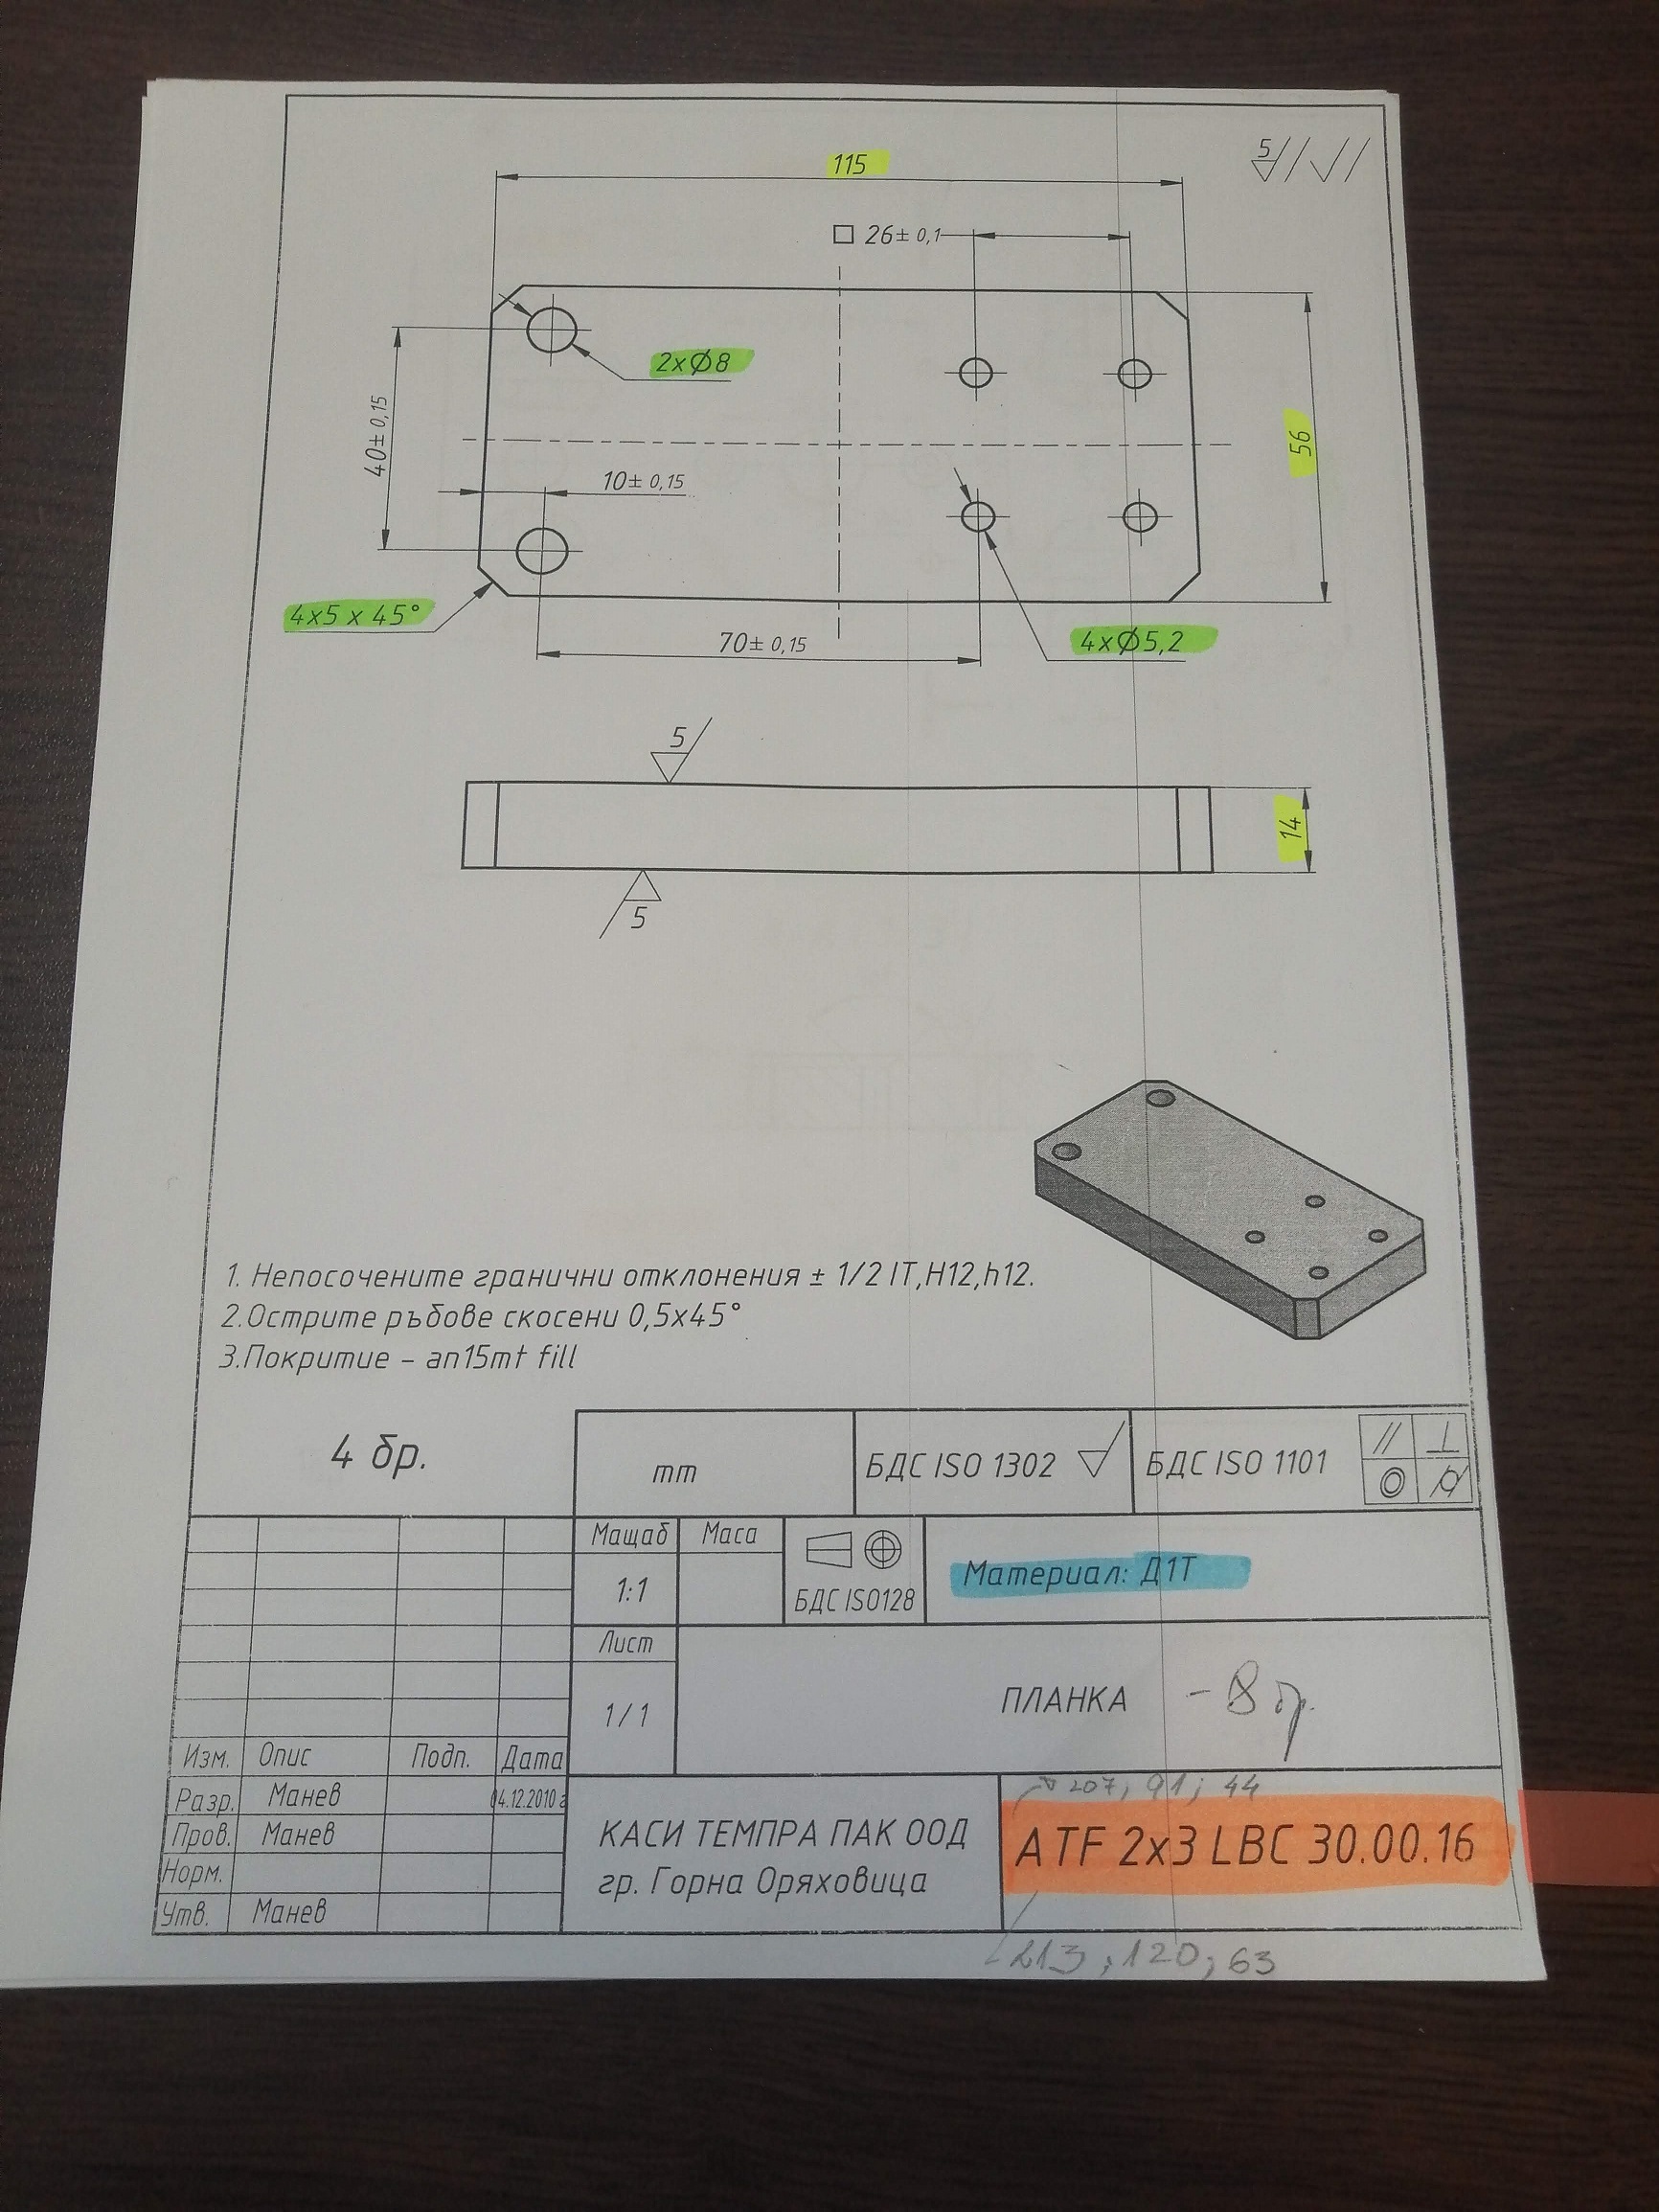 115
5
□ 26± 0,1
2xØ8
40± 0,15
56
10± 0,15
4x5 x 45°
70± 0,15
4xØ5,2
5
14
5
1. Непосочените гранични отклонения ± 1/2 IT,H12,h12.
2.Острите ръбове скосени 0,5x45°
3.Покритие - an15mt fill
4 бр.
mm
БДС ISO 1302
БДС ISO 1101
Мащаб
Маса
1:1
БДС ISO128
Материал: Д1Т
Лист
1/1
ПЛАНКА
- 8 бр.
Изм. Опис Подп. Дата
Разр. Манев 04.12.2010 г
Пров. Манев
Норм.
Утв. Манев
КАСИ ТЕМПРА ПАК ООД
гр. Горна Оряховица
207; 91; 44
ATF 2x3 LBC 30.00.16
213; 120; 63